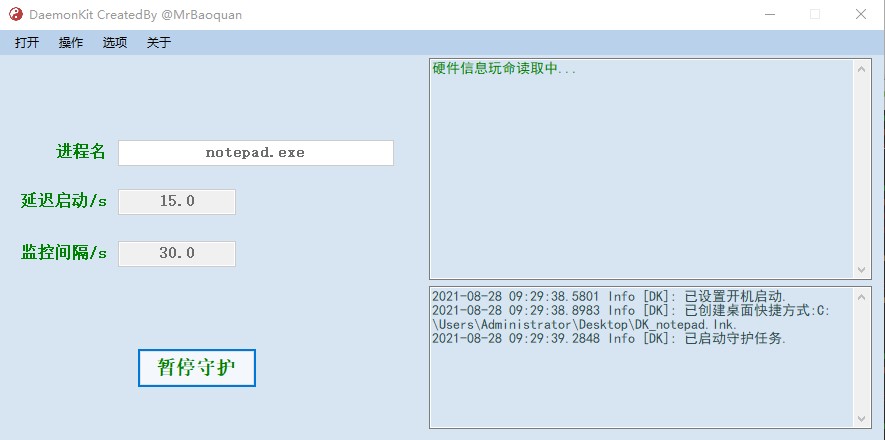 DaemonKit CreatedBy @MrBaoquan
打开 操作 选项 关于
进程名 notepad.exe
延迟启动/s 15.0
监控间隔/s 30.0
暂停守护
硬件信息玩命读取中...
2021-08-28 09:29:38.5801 Info [DK]: 已设置开机启动.
2021-08-28 09:29:38.8983 Info [DK]: 已创建桌面快捷方式:C:
\Users\Administrator\Desktop\DK_notepad.lnk.
2021-08-28 09:29:39.2848 Info [DK]: 已启动守护任务.